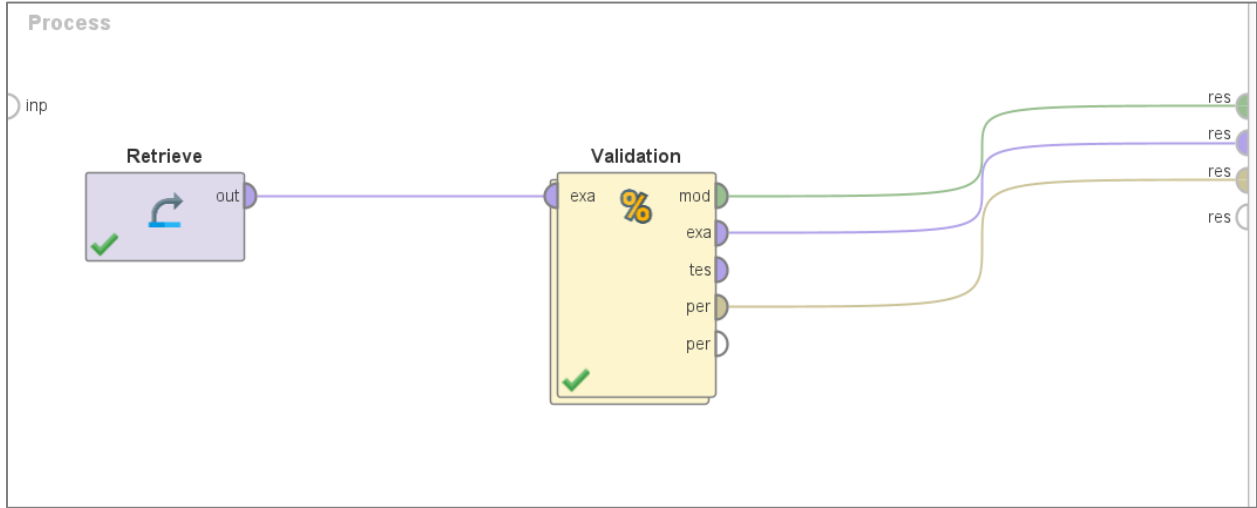 Process
inp
Retrieve
out
Validation
exa
%
mod
exa
tes
per
per
res
res
res
res